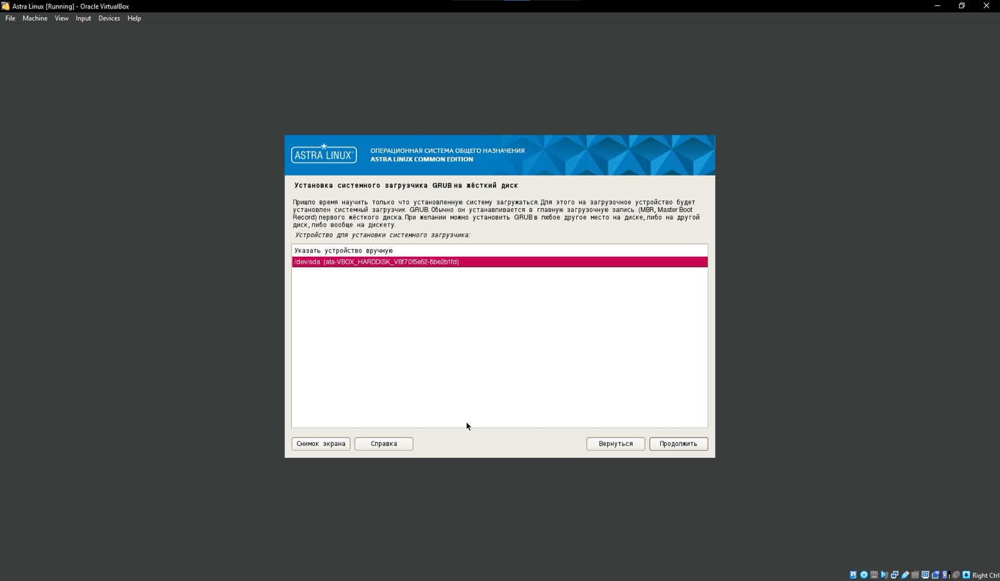 Astra Linux [Running] - Oracle VirtualBox
File Machine View Input Devices Help
ASTRA LINUX®
ОПЕРАЦИОННАЯ СИСТЕМА ОБЩЕГО НАЗНАЧЕНИЯ
ASTRA LINUX COMMON EDITION
Установка системного загрузчика GRUB на жёсткий диск
Пришло время научить только что установленную систему загружаться. Для этого на загрузочное устройство будет
установлен системный загрузчик GRUB. Обычно он устанавливается в главную загрузочную запись (MBR, Master Boot
Record) первого жёсткого диска. При желании можно установить GRUB в любое другое место на диске, либо на другой
диск, либо вообще на дискету.
Устройство для установки системного загрузчика:
Указать устройство вручную
/dev/sda (ata-VBOX_HARDDISK_VBf70f5e52-8be2b1fd)
Снимок экрана Справка Вернуться Продолжить
Right Ctrl